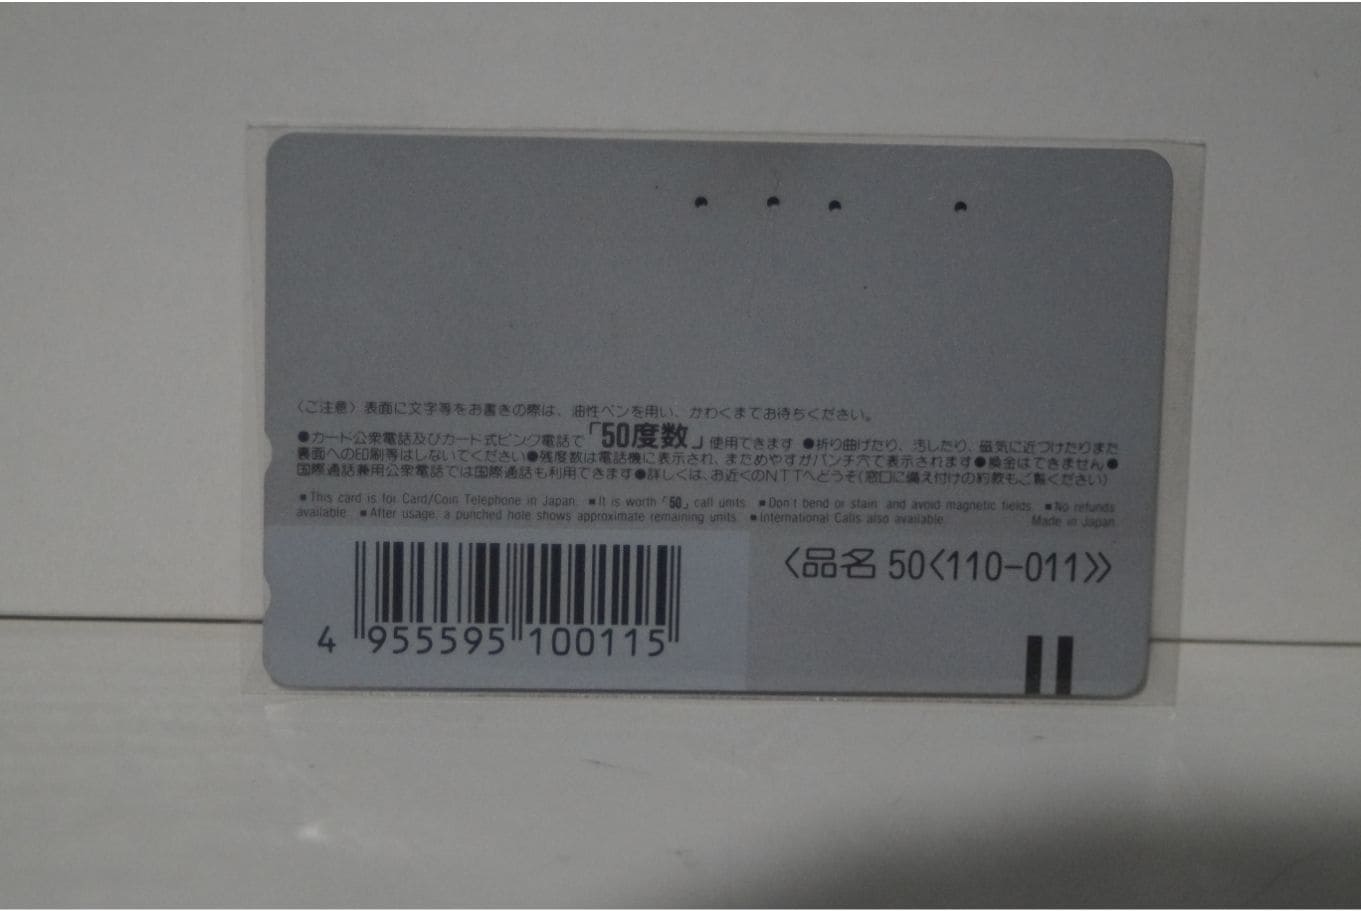 〈ご注意〉表面に文字等をお書きの際は、油性ペンを用い、かわくまでお待ちください。
●カード公衆電話及びカード式ピンク電話で「50度数」使用できます ●折り曲げたり、汚したり、磁気に近づけたりまた
裏面への印刷等はしないでください●残度数は電話機に表示され、まためやすがパンチ穴で表示されます●換金はできません●
国際通話兼用公衆電話では国際通話も利用できます●詳しくは、お近くのNTTへどうぞ(窓口に備え付けの約款もご覧ください)
■This card is for Card/Coin Telephone in Japan. ■It is worth「50」call units. ■Don't bend or stain, and avoid magnetic fields. ■No refunds
available. ■After usage, a punched hole shows approximate remaining units. ■International Calls also available. Made in Japan.
〈品名 50〈110-011〉〉
4 955595 100115